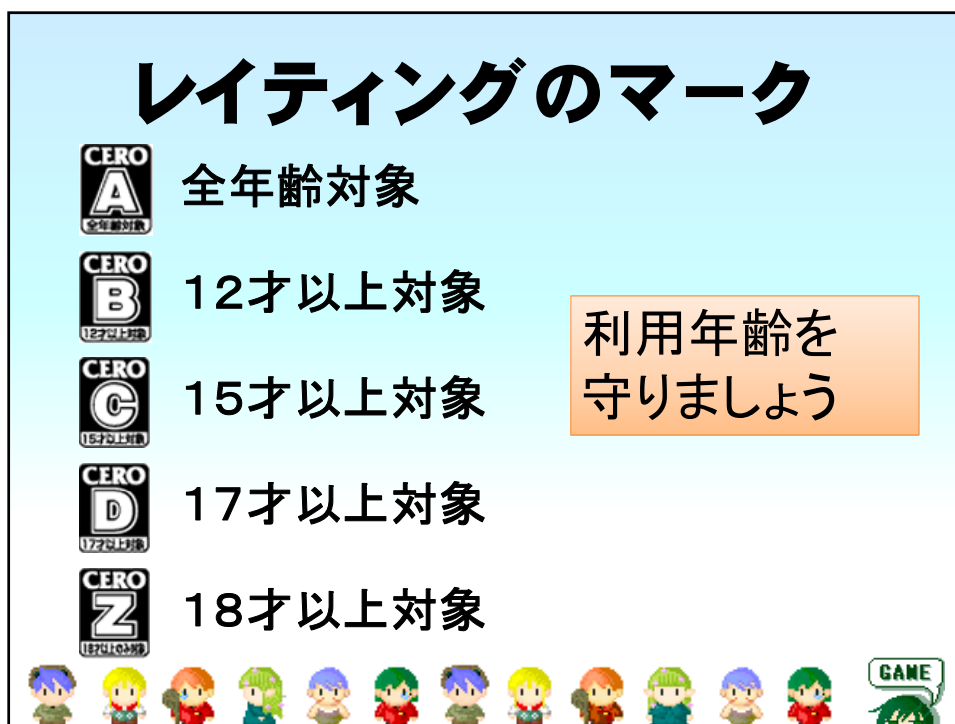 レイティングのマーク
CERO
A
全年齢対象
全年齢対象
CERO
B
12才以上対象
12才以上対象
利用年齢を
守りましょう
CERO
C
15才以上対象
15才以上対象
CERO
D
17才以上対象
17才以上対象
CERO
Z
18才以上のみ対象
18才以上対象
GAME